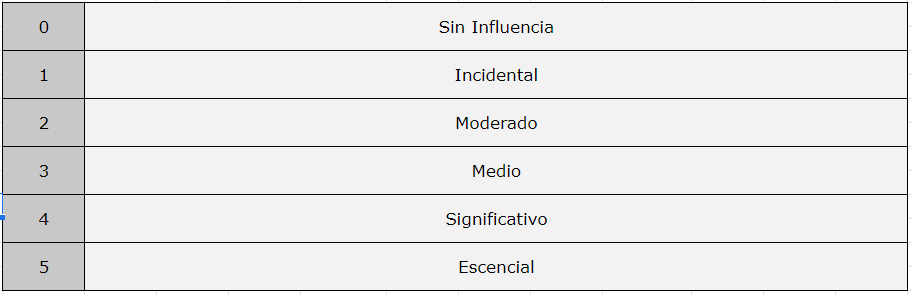 0 Sin Influencia
1 Incidental
2 Moderado
3 Medio
4 Significativo
5 Escencial